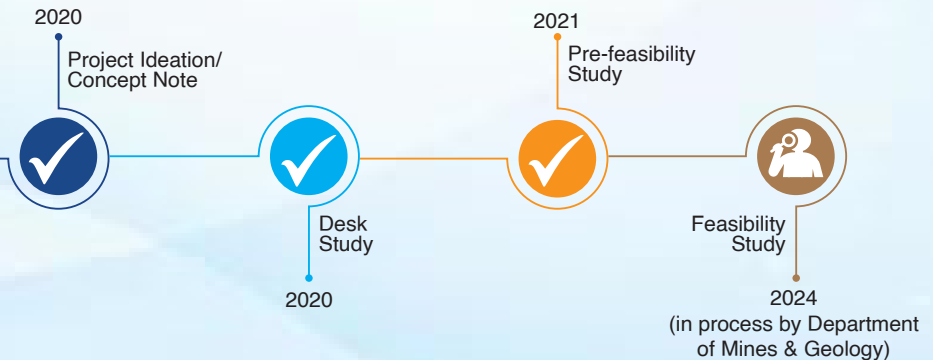 2020
Project Ideation/
Concept Note
Desk
Study
2020
2021
Pre-feasibility
Study
Feasibility
Study
2024
(in process by Department
of Mines & Geology)